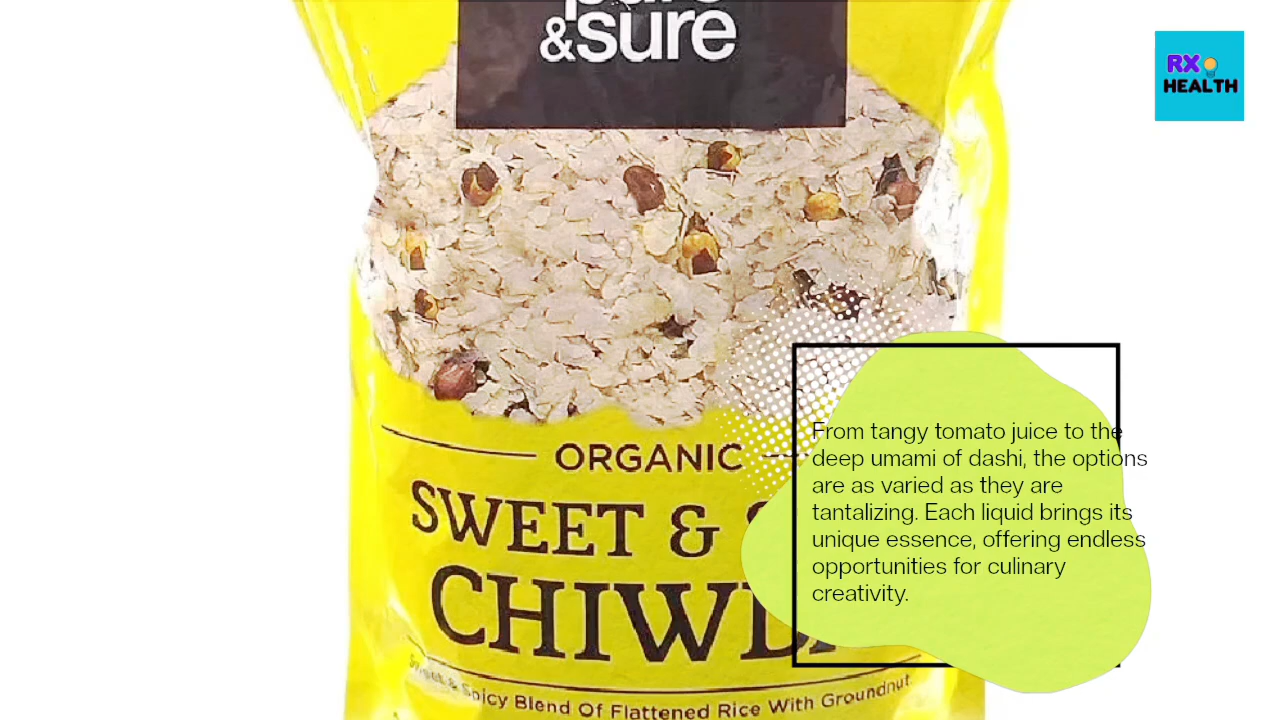 &sure
RX
HEALTH
ORGANIC
SWEET &
From tangy tomato juice to the
deep umami of dashi, the options
are as varied as they are
tantalizing. Each liquid brings its
unique essence, offering endless
opportunities for culinary
creativity.
Sweet & Spicy Blend Of Flattened Rice With Groundnut